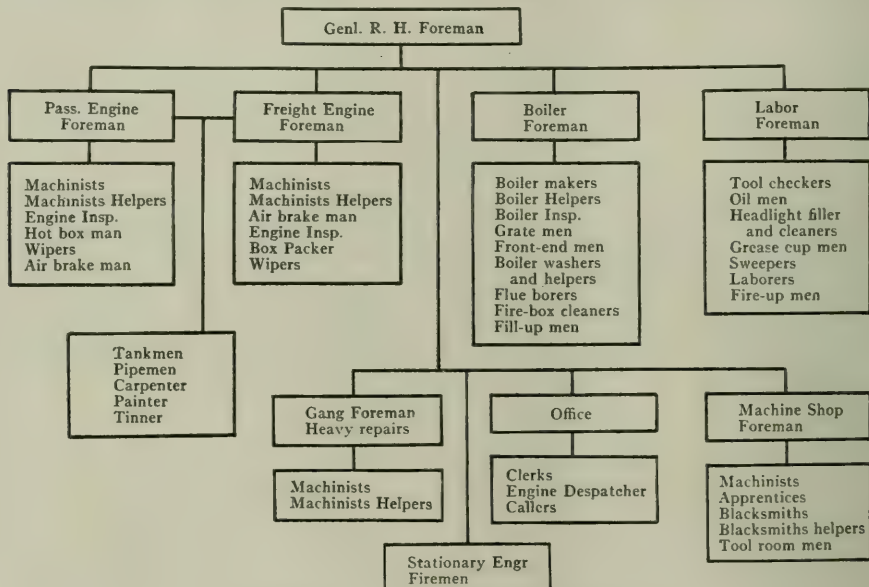 Genl. R. H. Foreman
Pass. Engine
Foreman
Freight Engine
Foreman
Boiler
Foreman
Labor
Foreman
Machinists
Machinists Helpers
Engine Insp.
Hot box man
Wipers
Air brake man
Machinists
Machinists Helpers
Air brake man
Engine Insp.
Box Packer
Wipers
Boiler makers
Boiler Helpers
Boiler Insp.
Grate men
Front-end men
Boiler washers
and helpers
Flue borers
Fire-box cleaners
Fill-up men
Tool checkers
Oil men
Headlight filler
and cleaners
Grease cup men
Sweepers
Laborers
Fire-up men
Tankmen
Pipemen
Carpenter
Painter
Tinner
Gang Foreman
Heavy repairs
Office
Machine Shop
Foreman
Machinists
Machinists Helpers
Clerks
Engine Despatcher
Callers
Machinists
Apprentices
Blacksmiths
Blacksmiths helpers
Tool room men
Stationary Engr
Firemen